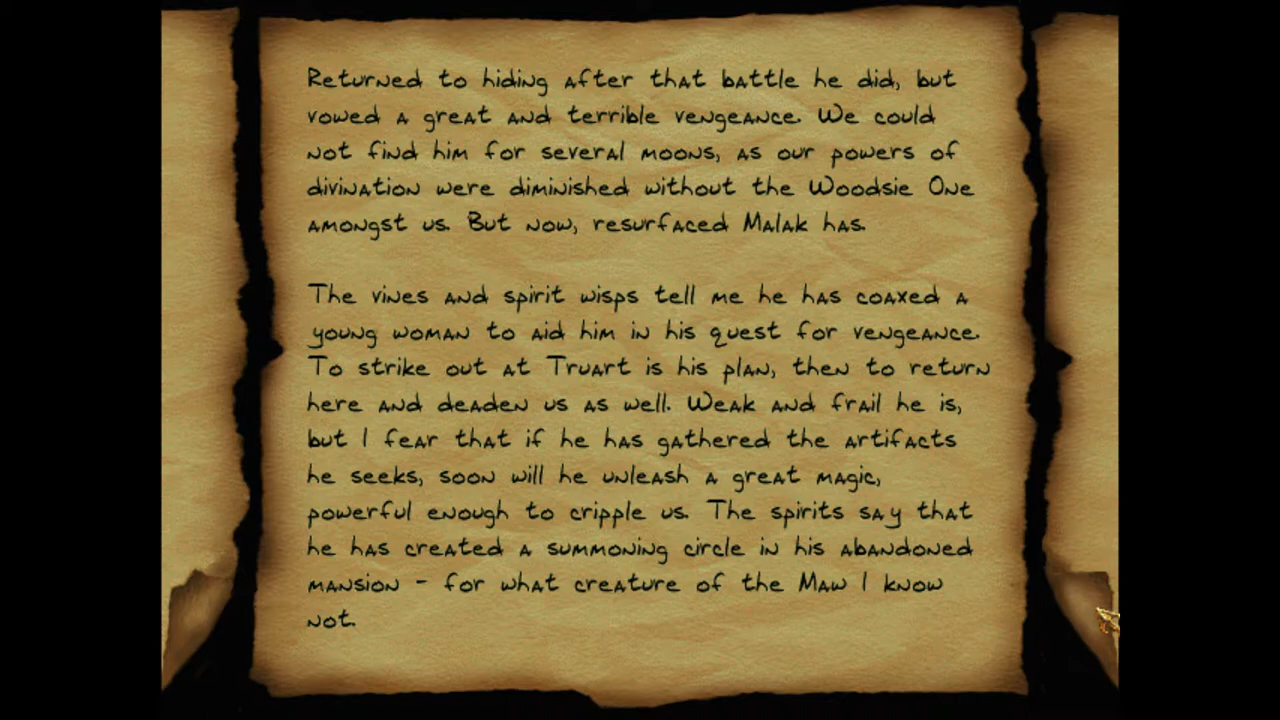 Returned to hiding after that battle he did, but
vowed a great and terrible vengeance. We could
not find him for several moons, as our powers of
divination were diminished without the Woodsie One
amongst us. But now, resurfaced Malak has.
The vines and spirit wisps tell me he has coaxed a
young woman to aid him in his quest for vengeance.
To strike out at Truart is his plan, then to return
here and deaden us as well. Weak and frail he is,
but I fear that if he has gathered the artifacts
he seeks, soon will he unleash a great magic,
powerful enough to cripple us. The spirits say that
he has created a summoning circle in his abandoned
mansion - for what creature of the Maw I know
not.